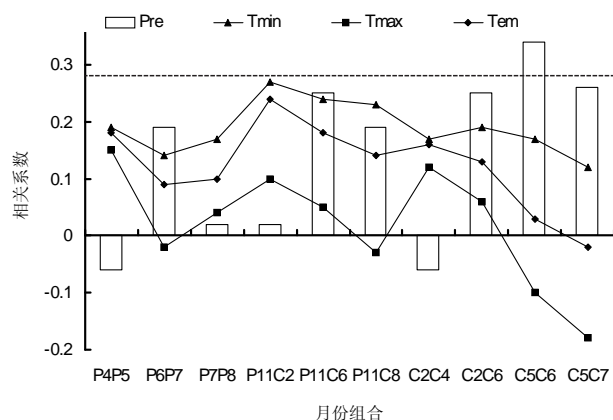 Pre Tmin Tmax Tem
0.3
0.2
0.1
0
-0.1
-0.2
相关系数
P4P5 P6P7 P7P8 P11C2 P11C6 P11C8 C2C4 C2C6 C5C6 C5C7
月份组合